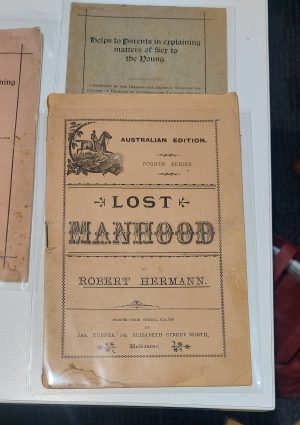 Helps to Parents in explaining
matters of Sex to
the Young.
AUSTRALIAN EDITION.
FOURTH SERIES
LOST
MANHOOD
BY
ROBERT HERMANN.
PRINTED FROM STEREO. PLATES
BY
JAS. TURNER, ELIZABETH STREET NORTH,
Melbourne.
ning